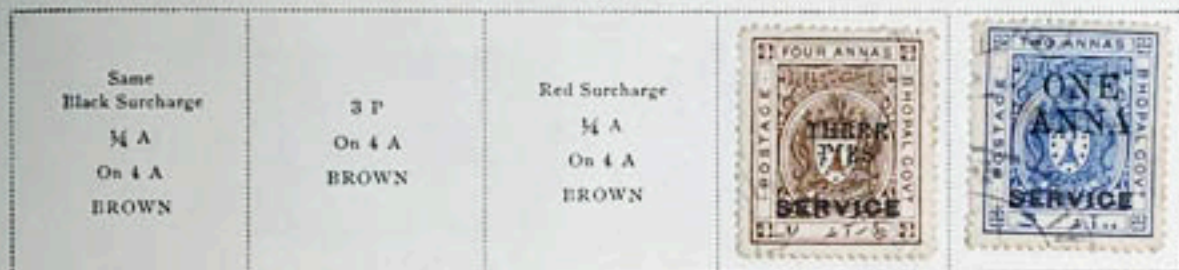 Same
Black Surcharge
¼ A
On 4 A
BROWN
3 P
On 4 A
BROWN
Red Surcharge
¼ A
On 4 A
BROWN
FOUR ANNAS
POSTAGE
BHOPAL GOVT
THREE
PIES
SERVICE
TWO ANNAS
POSTAGE
BHOPAL GOVT
ONE
ANNA
SERVICE